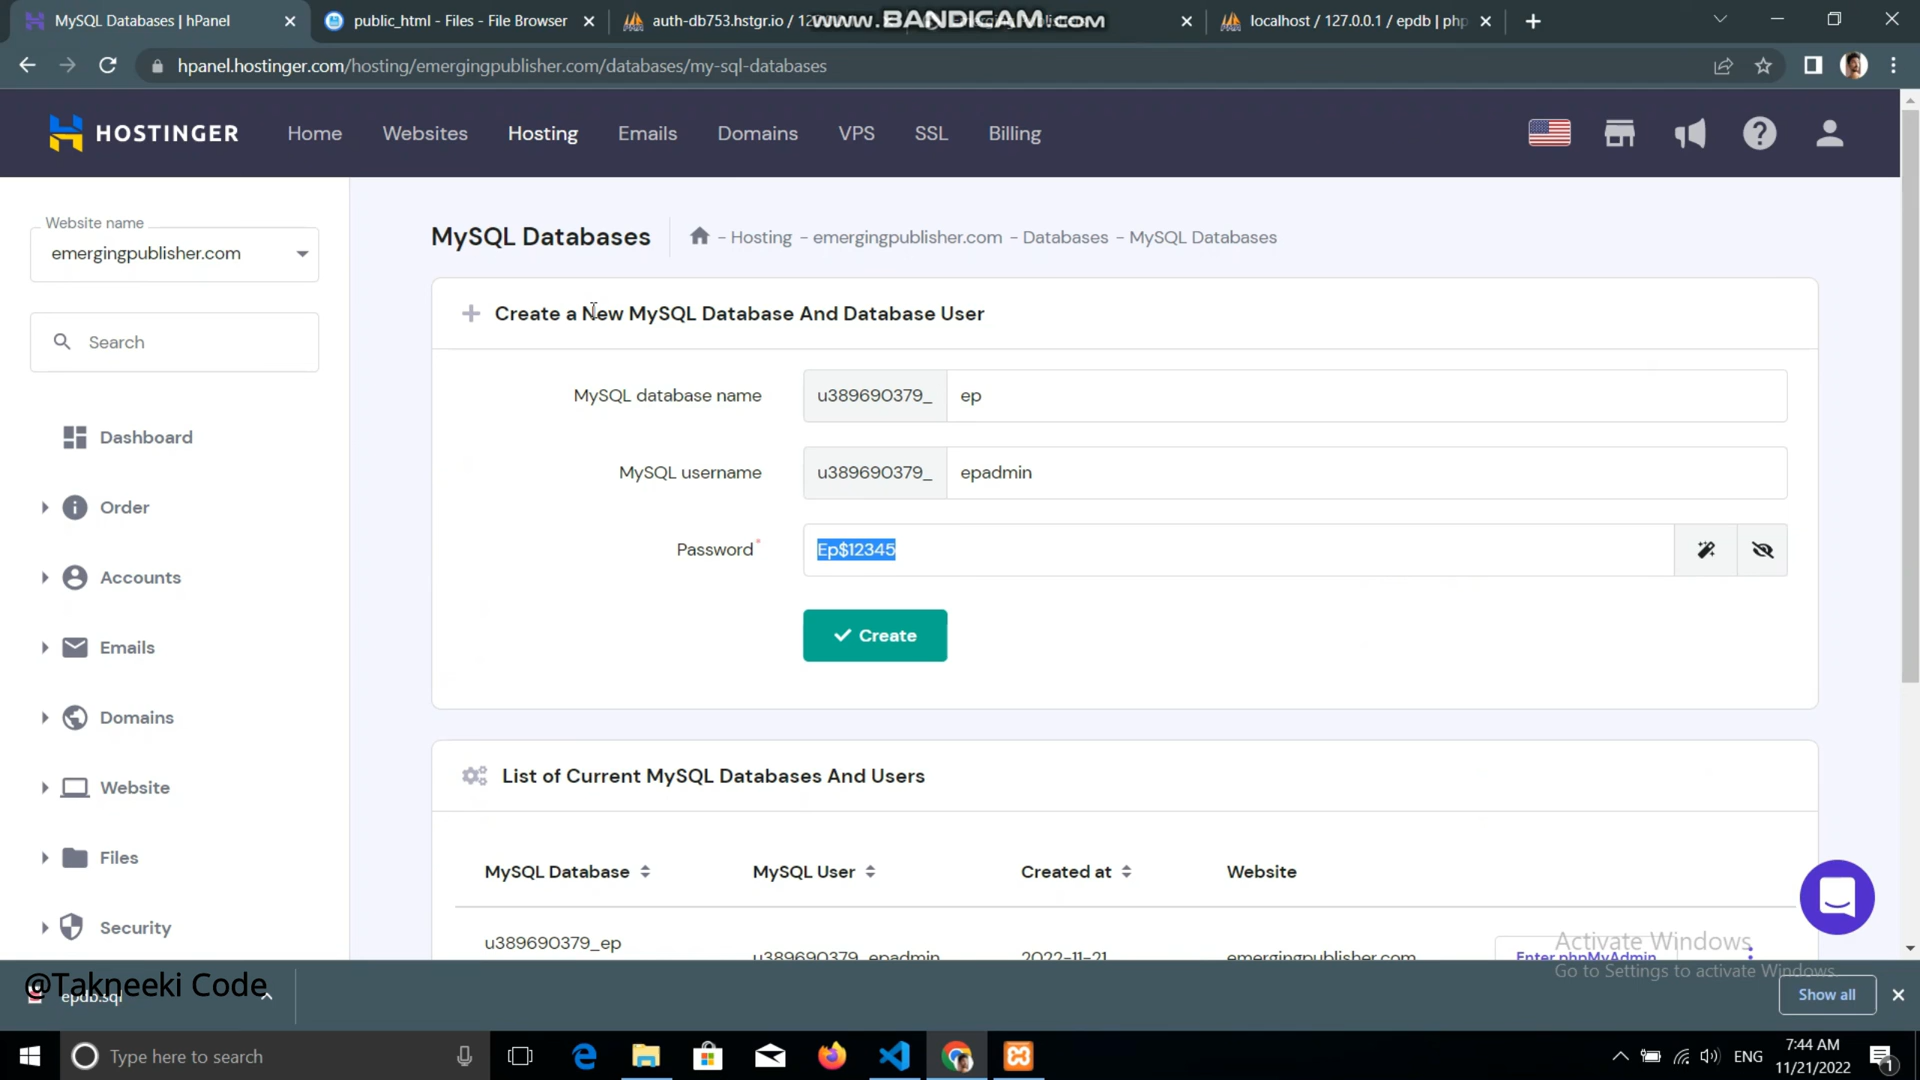 MySQL Databases | hPanel
public_html - Files - File Browser
auth-db753.hstgr.io / 12
www.BANDICAM.com
localhost / 127.0.0.1 / epdb | php
hpanel.hostinger.com/hosting/emergingpublisher.com/databases/my-sql-databases
HOSTINGER
Home
Websites
Hosting
Emails
Domains
VPS
SSL
Billing
Website name
emergingpublisher.com
Search
Dashboard
Order
Accounts
Emails
Domains
Website
Files
Security
MySQL Databases
- Hosting - emergingpublisher.com - Databases - MySQL Databases
Create a New MySQL Database And Database User
MySQL database name
u389690379_
ep
MySQL username
u389690379_
epadmin
Password*
Ep$12345
Create
List of Current MySQL Databases And Users
MySQL Database
MySQL User
Created at
Website
u389690379_ep
u389690379_epadmin
2022-11-21
emergingpublisher.com
Enter phpMyAdmin
Activate Windows
Go to Settings to activate Windows.
@Takneeki Code
epdb.sql
Show all
Type here to search
ENG
7:44 AM
11/21/2022
1